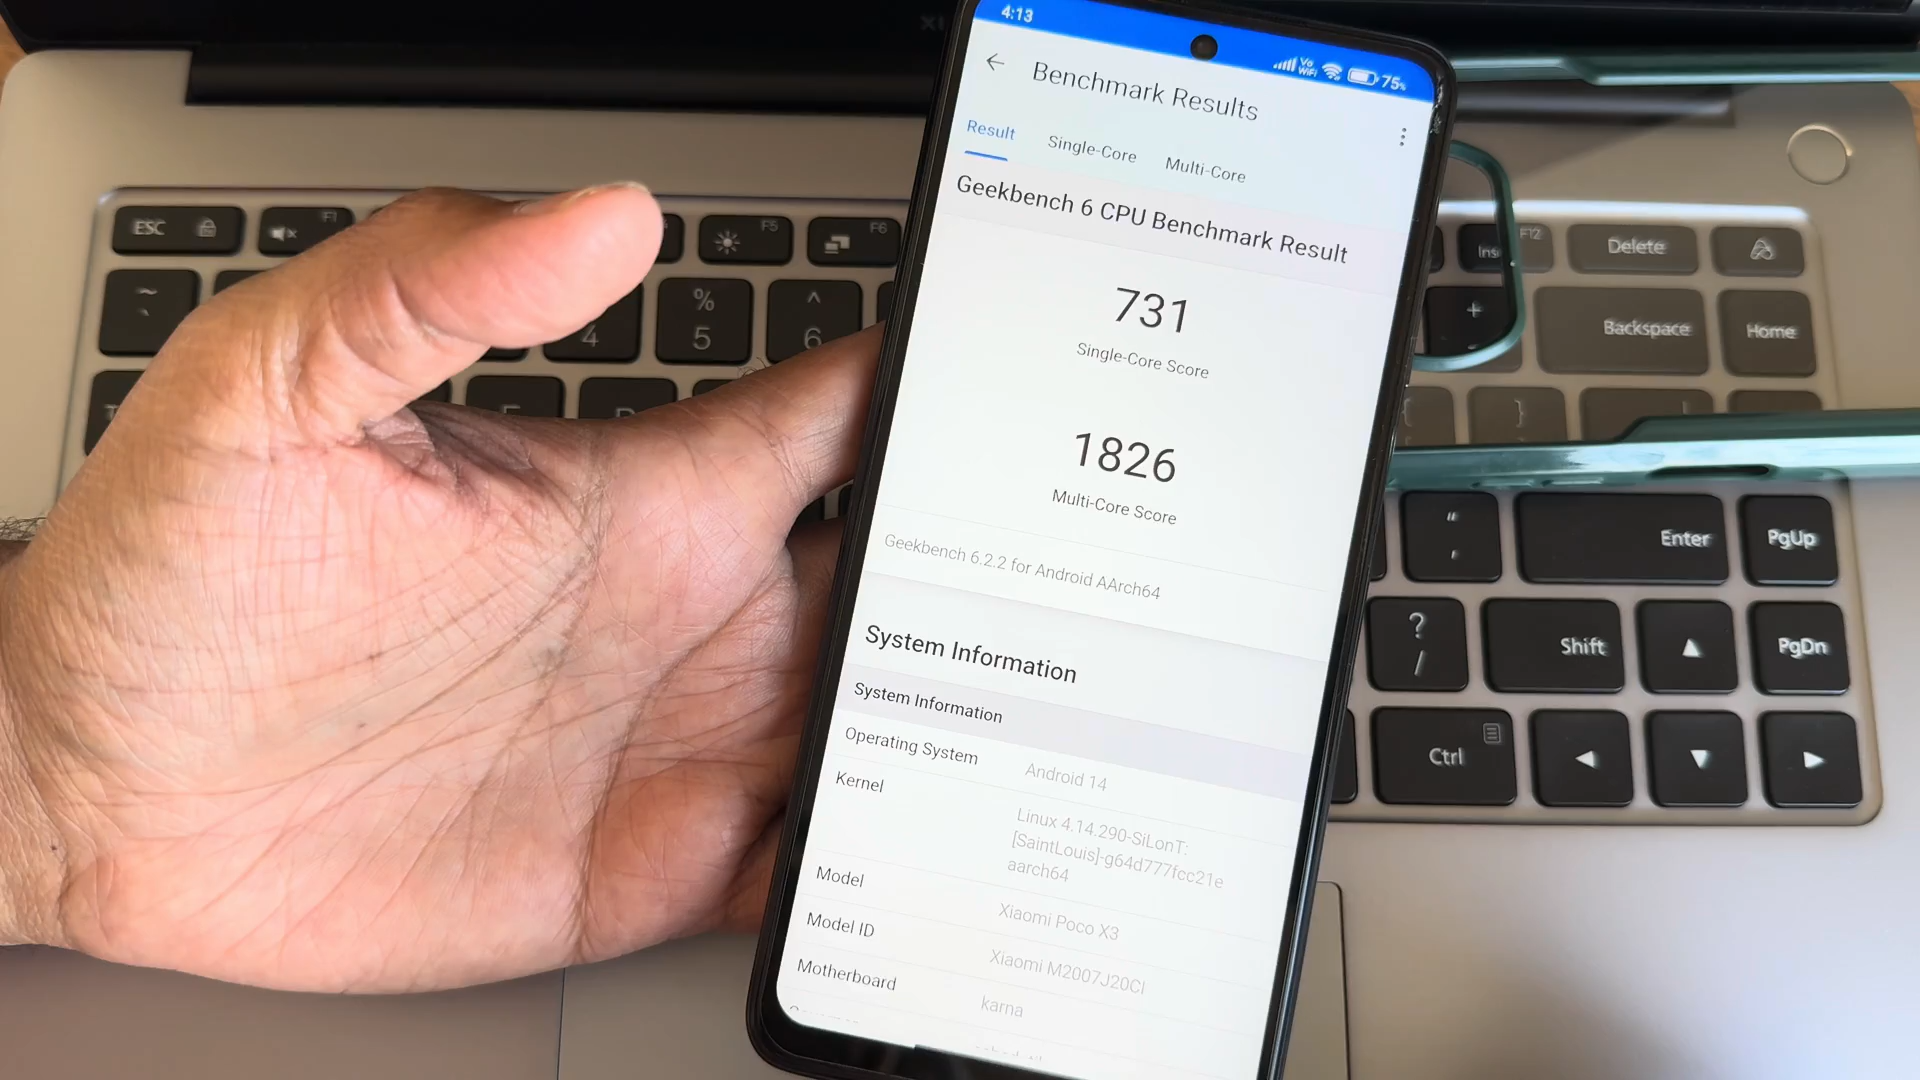 4:13
Vo
WiFi
75%
Benchmark Results
Result
Single-Core
Multi-Core
Geekbench 6 CPU Benchmark Result
731
Single-Core Score
1826
Multi-Core Score
Geekbench 6.2.2 for Android AArch64
System Information
System Information
Operating System
Android 14
Kernel
Linux 4.14.290-SiLonT:
[SaintLouis]-g64d777fcc21e
aarch64
Model
Xiaomi Poco X3
Model ID
Xiaomi M2007J20CI
Motherboard
karna
ESC
F1
F5
F6
F12
Ins
Delete
~
`
4
%
5
^
6
+
Backspace
Home
}
"
,
Enter
PgUp
?
/
Shift
▲
PgDn
Ctrl
◀
▼
▶